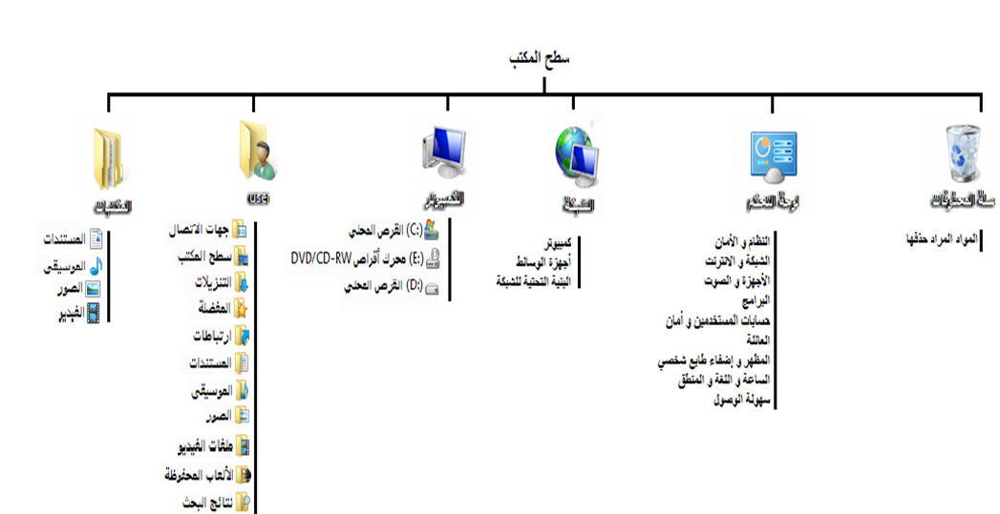 سطح المكتب
سلة المحذوفات
المواد المراد حذفها
لوحة التحكم
النظام و الأمان
الشبكة و الانترنت
الأجهزة و الصوت
البرامج
حسابات المستخدمين و أمان
العائلة
المظهر و إضفاء طابع شخصي
الساعة و اللغة و المنطق
سهولة الوصول
الشبكة
كمبيوتر
أجهزة الوسائط
البنية التحتية للشبكة
الكمبيوتر
القرص المحلي (C:)
محرك أقراص DVD/CD-RW (E:)
القرص المحلي (D:)
user
جهات الاتصال
سطح المكتب
التنزيلات
المفضلة
ارتباطات
المستندات
الموسيقى
الصور
ملفات الفيديو
الألعاب المحفوظة
نتائج البحث
المكتبات
المستندات
الموسيقى
الصور
الفيديو